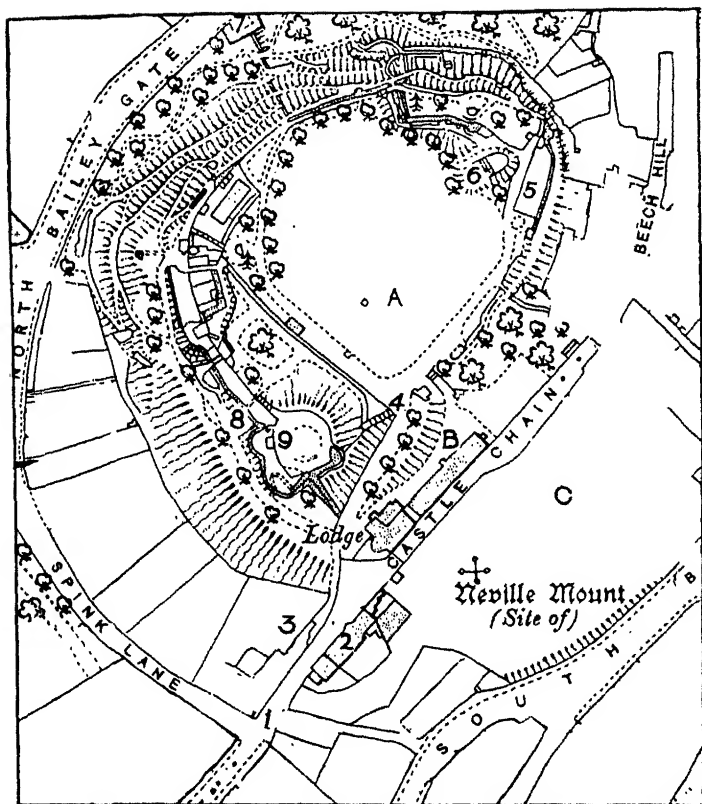 NORTH BAILEY GATE
BEECH HILL
6
5
A
4
8
9
B
CASTLE CHAIN
C
Lodge
Neville Mount
(Site of)
3
2
SPINK LANE
1
SOUTH B